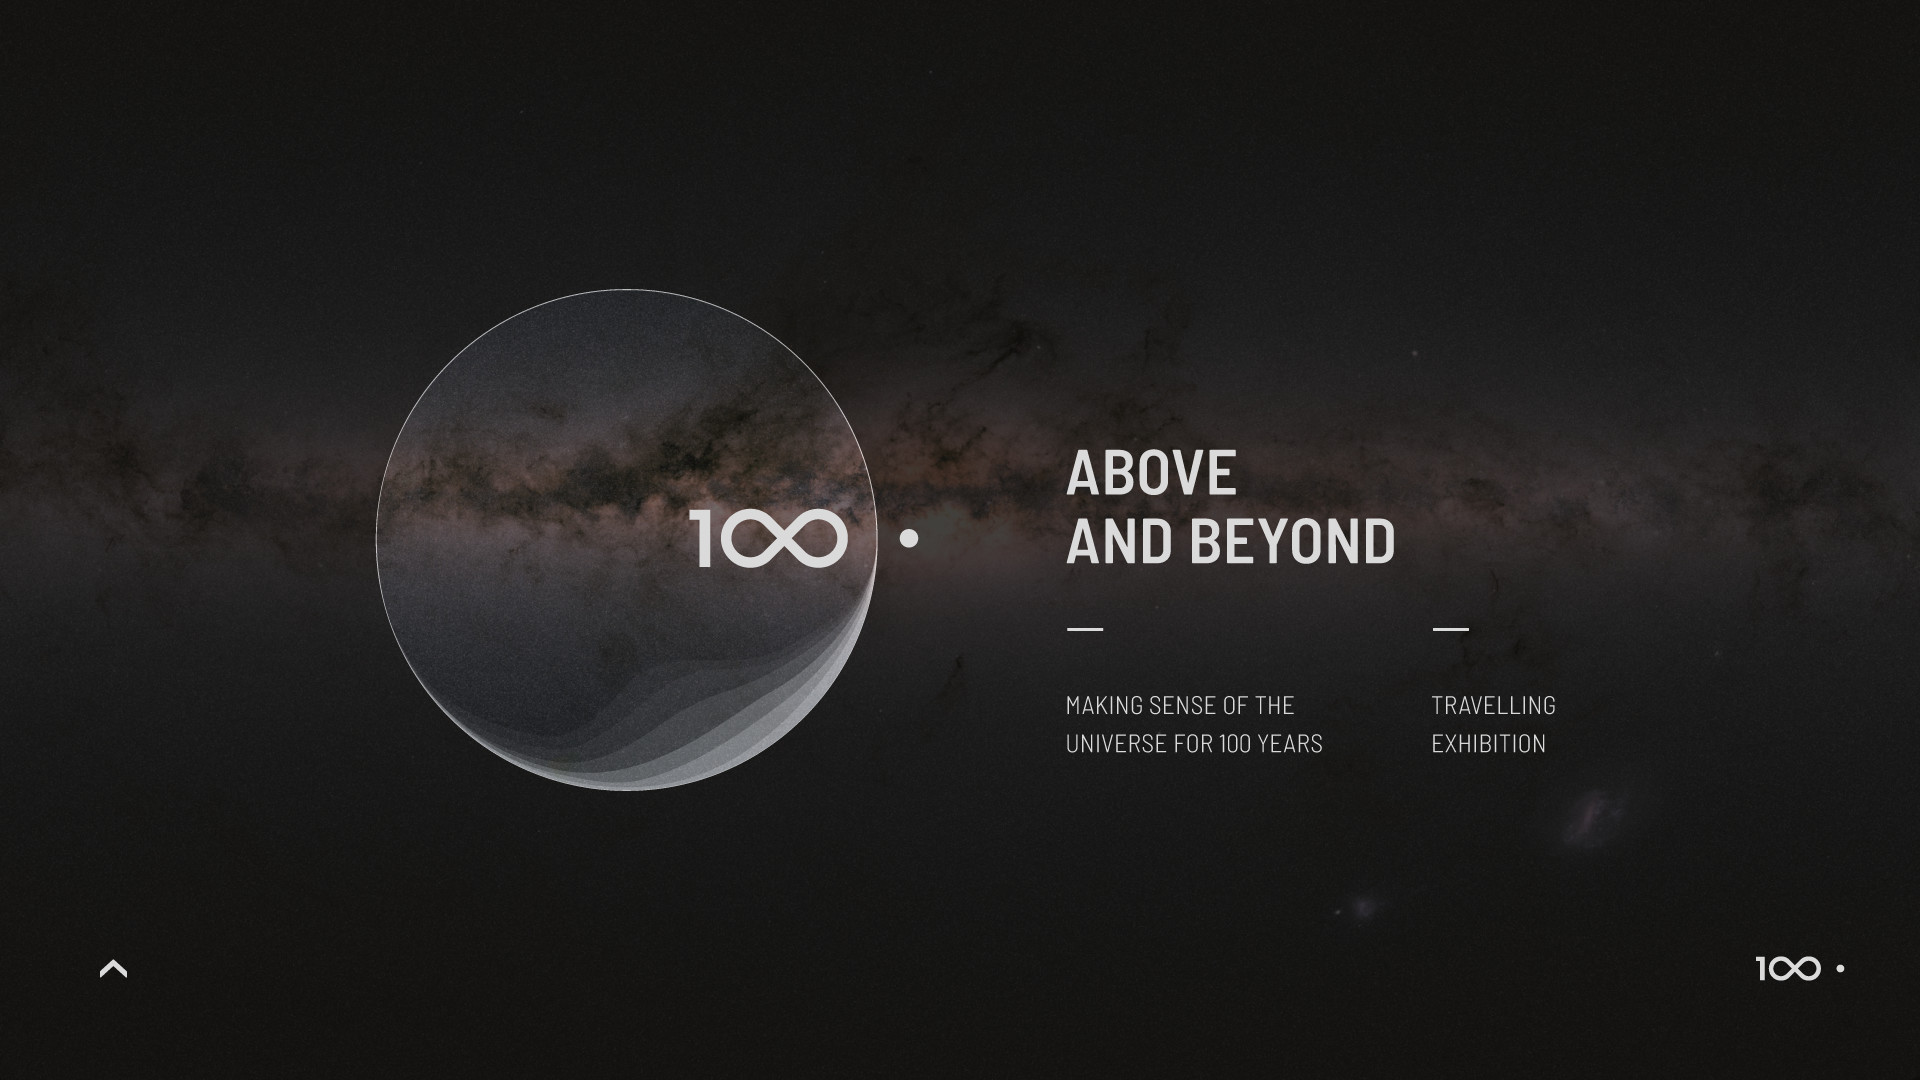 100
ABOVE
AND BEYOND
MAKING SENSE OF THE
UNIVERSE FOR 100 YEARS
TRAVELLING
EXHIBITION
100